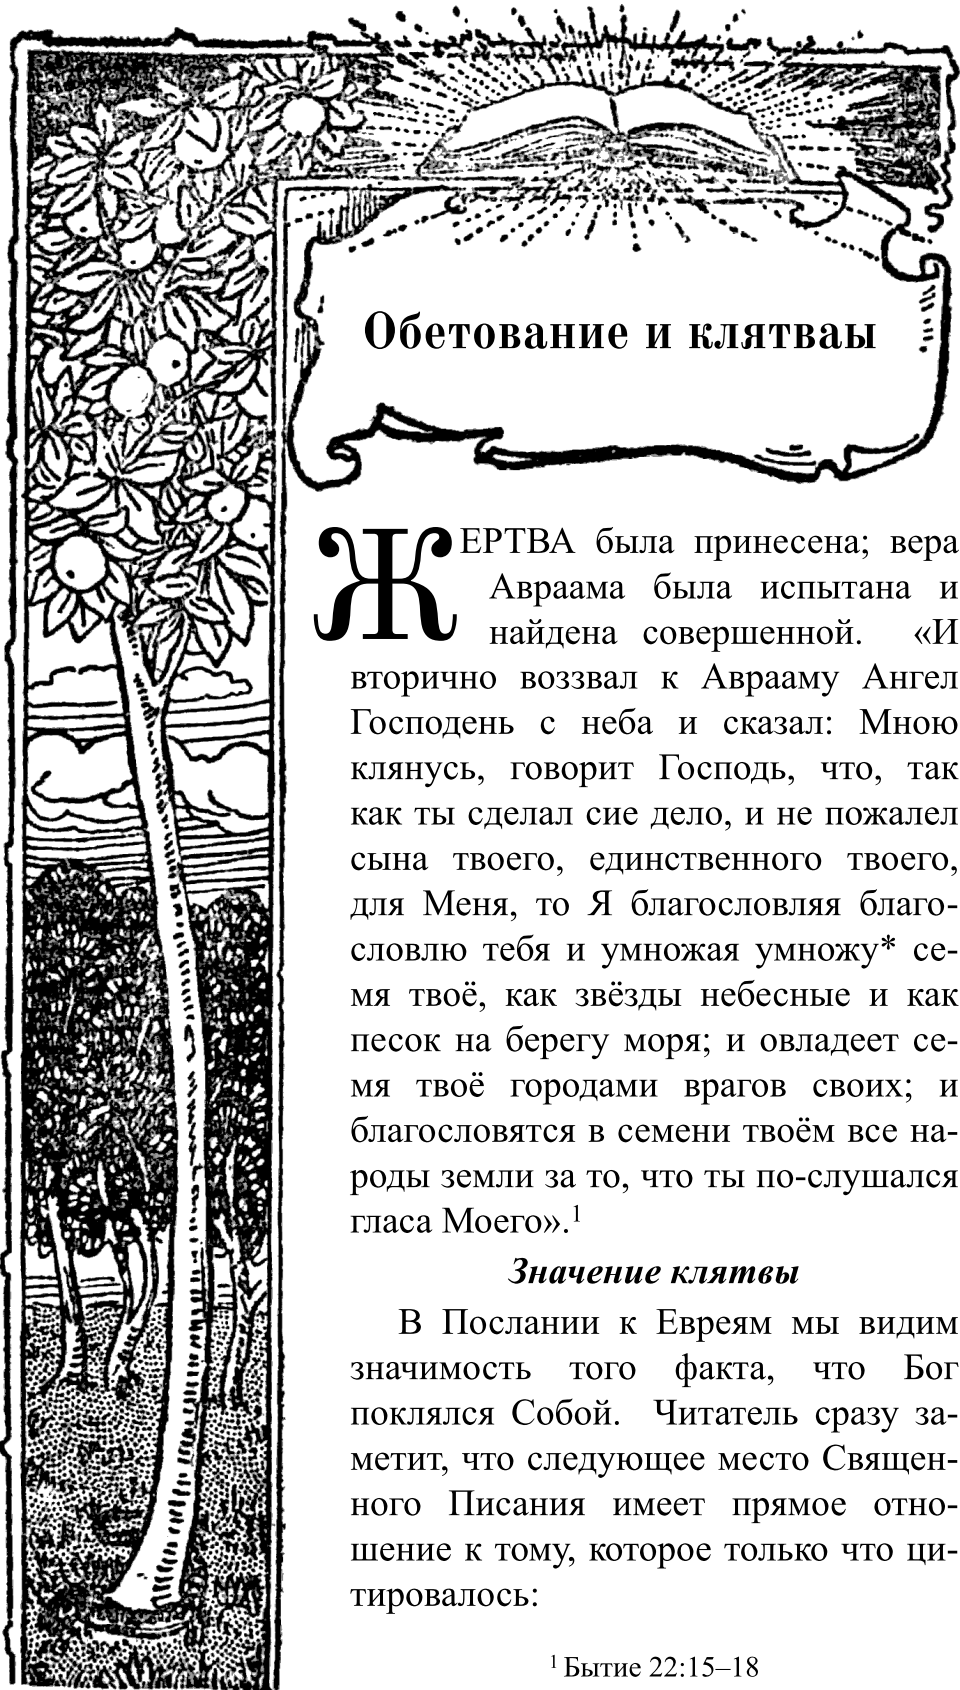 Обетование и клятваы
ЖЕРТВА была принесена; вера
Авраама была испытана и
найдена совершенной. «И
вторично воззвал к Аврааму Ангел
Господень с неба и сказал: Мною
клянусь, говорит Господь, что, так
как ты сделал сие дело, и не пожалел
сына твоего, единственного твоего,
для Меня, то Я благословляя благо-
словлю тебя и умножая умножу* се-
мя твоё, как звёзды небесные и как
песок на берегу моря; и овладеет се-
мя твоё городами врагов своих; и
благословятся в семени твоём все на-
роды земли за то, что ты по-слушался
гласа Моего».¹
Значение клятвы
В Послании к Евреям мы видим
значимость того факта, что Бог
поклялся Собой. Читатель сразу за-
метит, что следующее место Священ-
ного Писания имеет прямое отно-
шение к тому, которое только что ци-
тировалось:
¹ Бытие 22:15–18